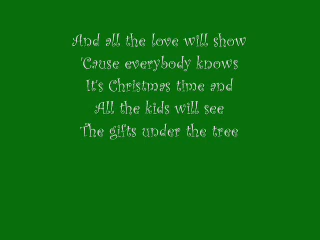 And all the love will show
'Cause everybody knows
It's Christmas time and
All the kids will see
The gifts under the tree